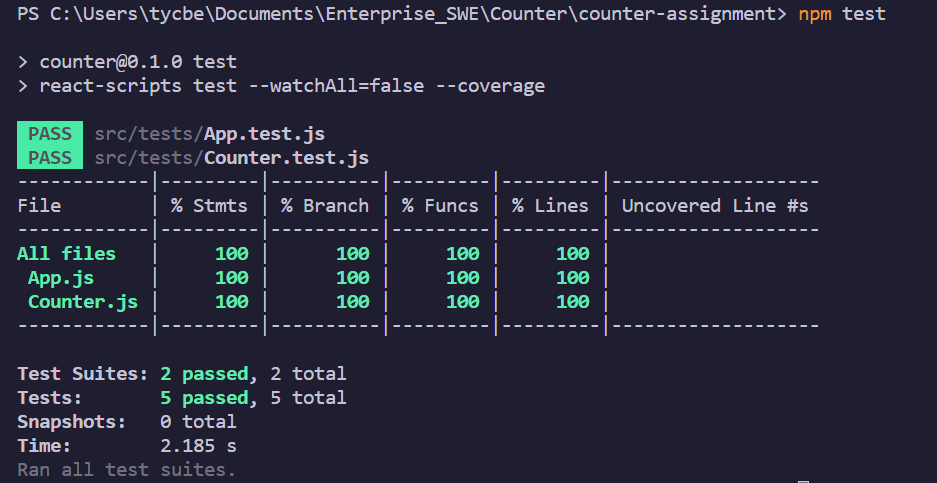 PS C:\Users\tycbe\Documents\Enterprise_SWE\Counter\counter-assignment> npm test
> counter@0.1.0 test
> react-scripts test --watchAll=false --coverage
PASS src/tests/App.test.js
PASS src/tests/Counter.test.js
------------|---------|----------|---------|---------|-------------------
File        | % Stmts | % Branch | % Funcs | % Lines | Uncovered Line #s
------------|---------|----------|---------|---------|-------------------
All files   |     100 |      100 |     100 |     100 |
 App.js     |     100 |      100 |     100 |     100 |
 Counter.js |     100 |      100 |     100 |     100 |
------------|---------|----------|---------|---------|-------------------
Test Suites: 2 passed, 2 total
Tests:       5 passed, 5 total
Snapshots:   0 total
Time:        2.185 s
Ran all test suites.